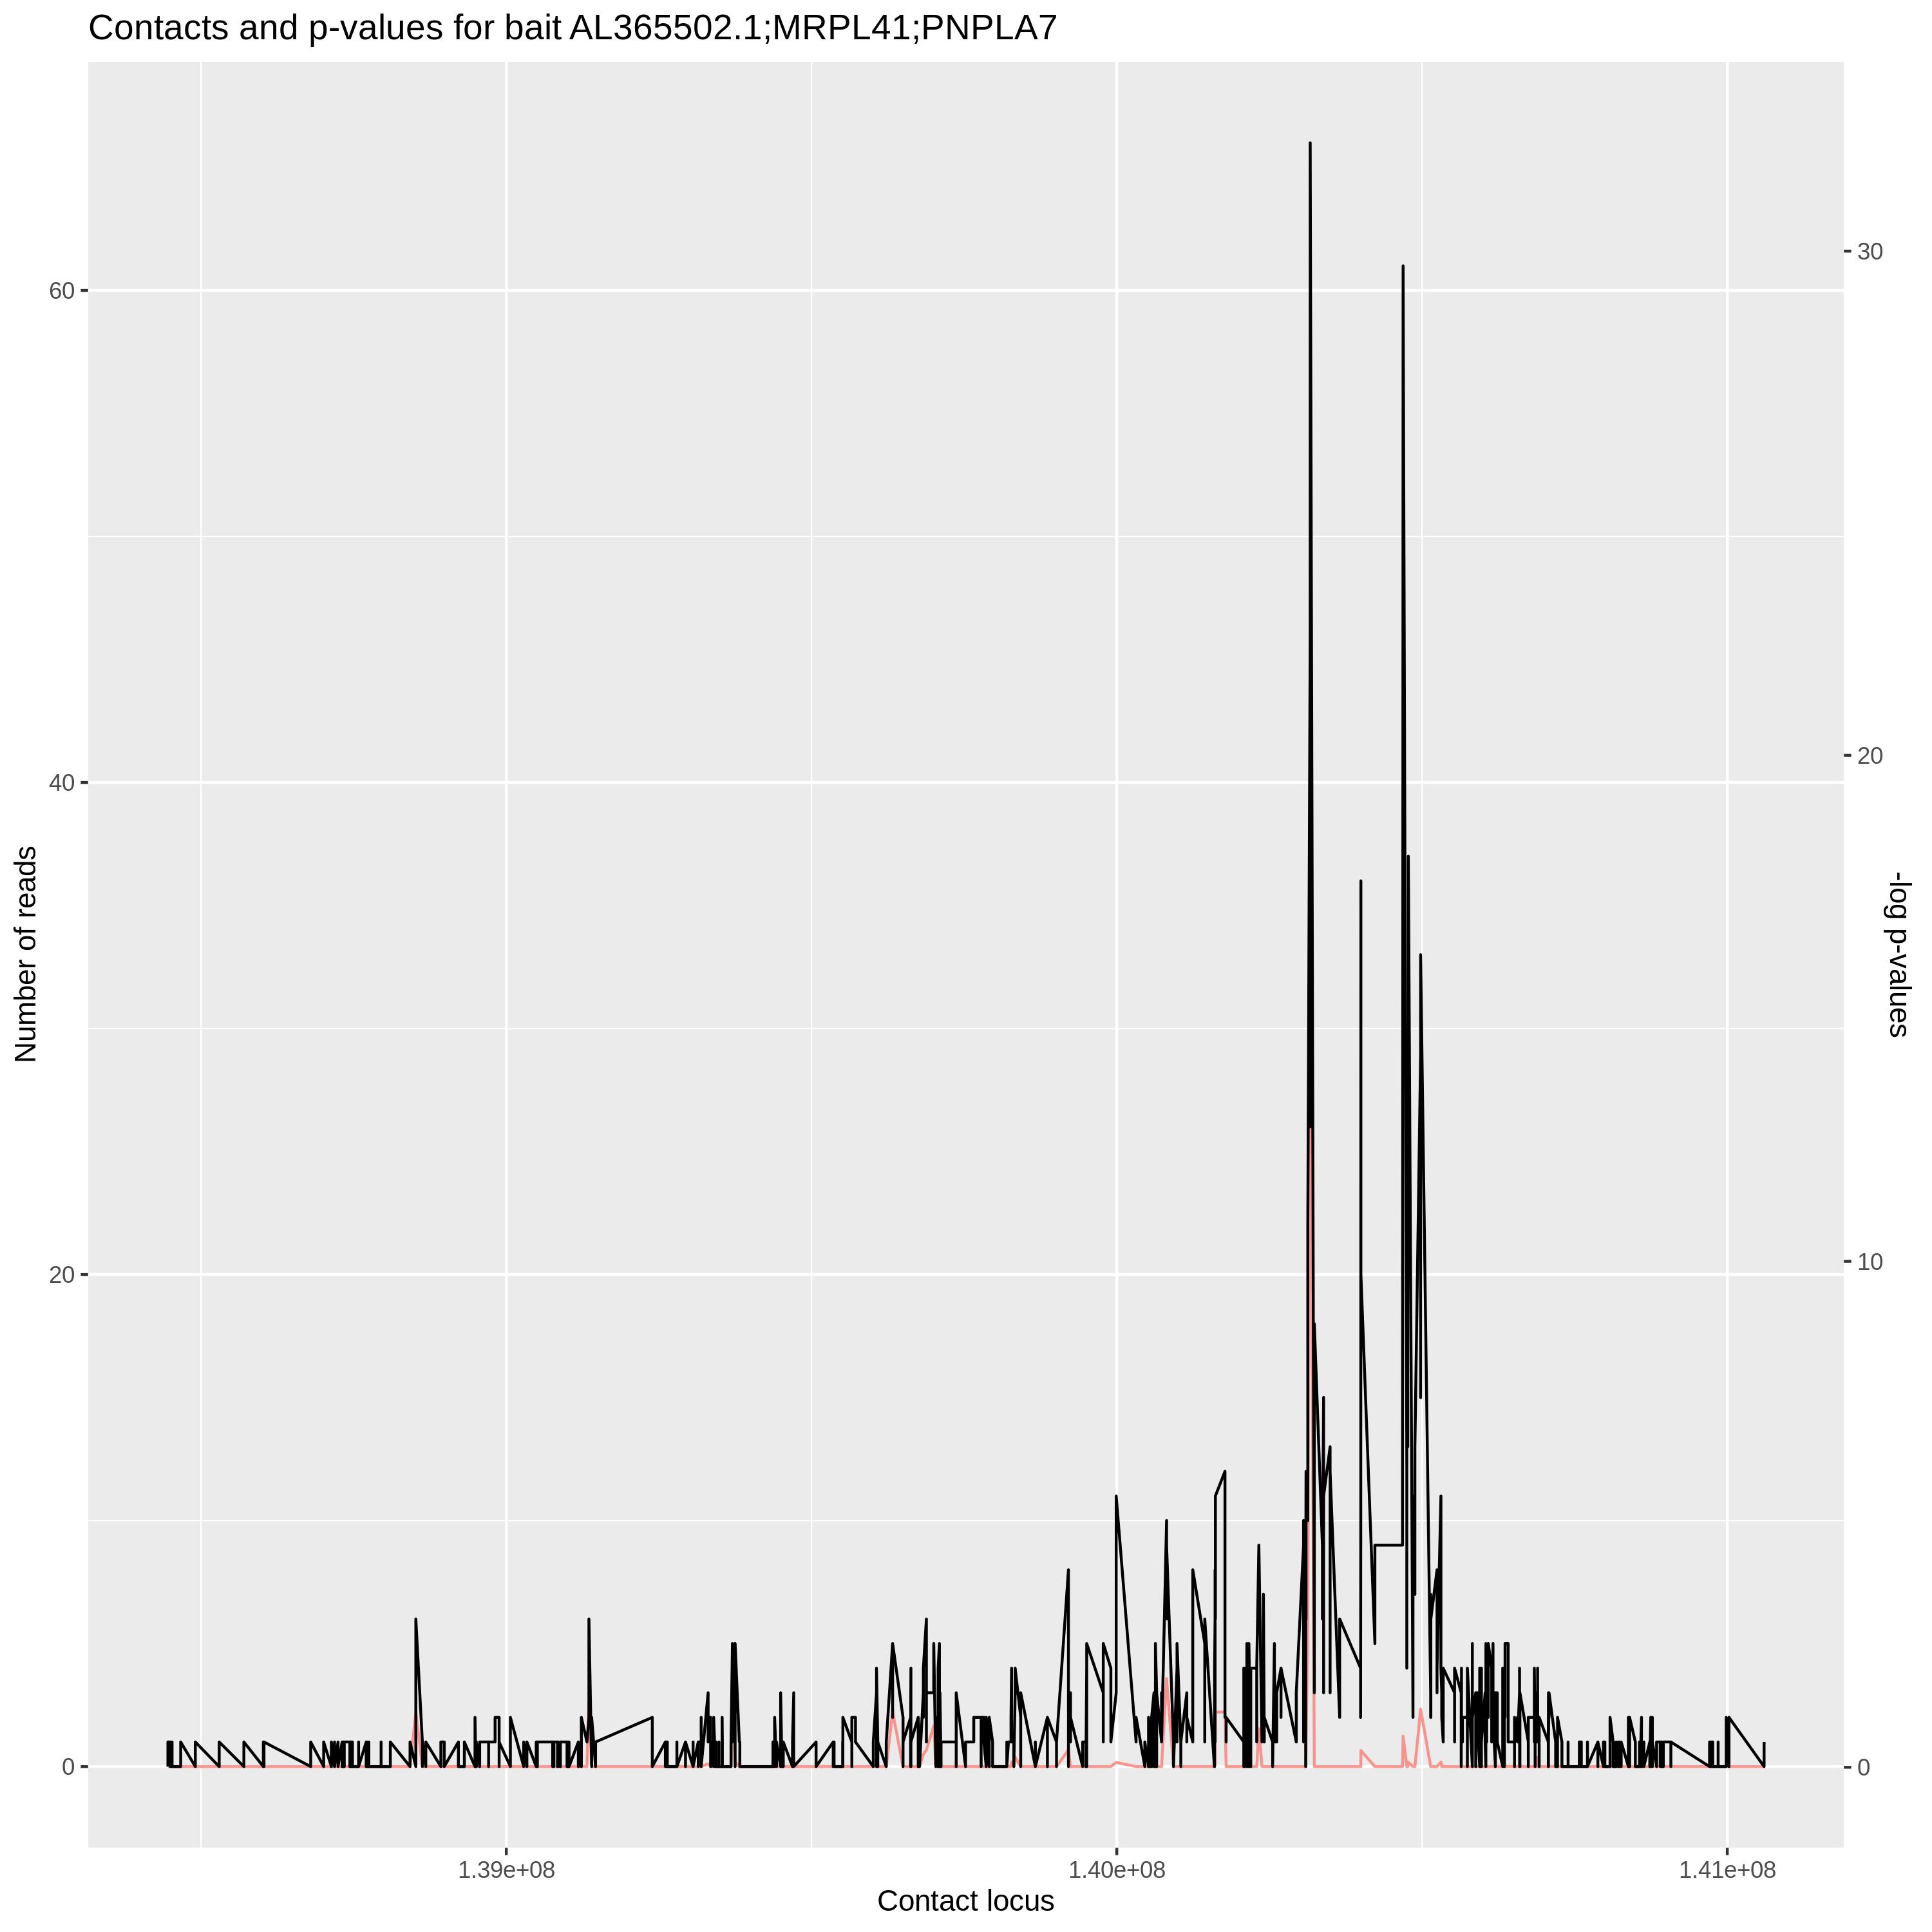 Contacts and p-values for bait AL365502.1;MRPL41;PNPLA7
60
40
20
0
30
20
10
0
Number of reads
-log p-values
1.39e+08
1.40e+08
1.41e+08
Contact locus